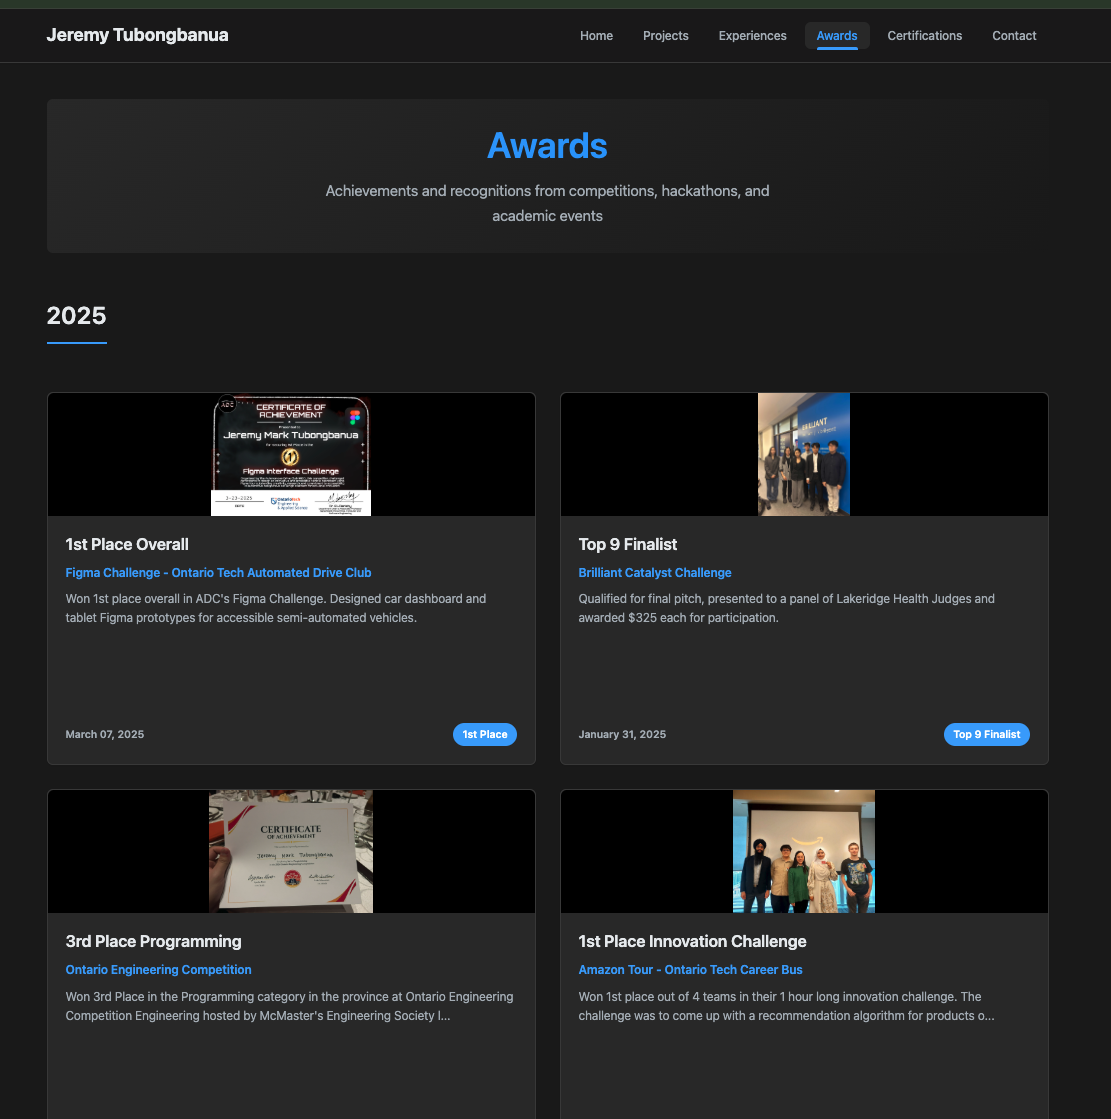 Jeremy Tubongbanua
Home Projects Experiences Awards Certifications Contact
Awards
Achievements and recognitions from competitions, hackathons, and
academic events
2025
CERTIFICATE OF
ACHIEVEMENT
Jeremy Mark Tubongbanua
Figma Interface Challenge
1st Place Overall
Figma Challenge - Ontario Tech Automated Drive Club
Won 1st place overall in ADC's Figma Challenge. Designed car dashboard and
tablet Figma prototypes for accessible semi-automated vehicles.
March 07, 2025
1st Place
BRILLIANT
Top 9 Finalist
Brilliant Catalyst Challenge
Qualified for final pitch, presented to a panel of Lakeridge Health Judges and
awarded $325 each for participation.
January 31, 2025
Top 9 Finalist
CERTIFICATE
OF ACHIEVEMENT
Jeremy Mark Tubongbanua
3rd Place Programming
Ontario Engineering Competition
Won 3rd Place in the Programming category in the province at Ontario Engineering
Competition Engineering hosted by McMaster's Engineering Society I...
1st Place Innovation Challenge
Amazon Tour - Ontario Tech Career Bus
Won 1st place out of 4 teams in their 1 hour long innovation challenge. The
challenge was to come up with a recommendation algorithm for products o...